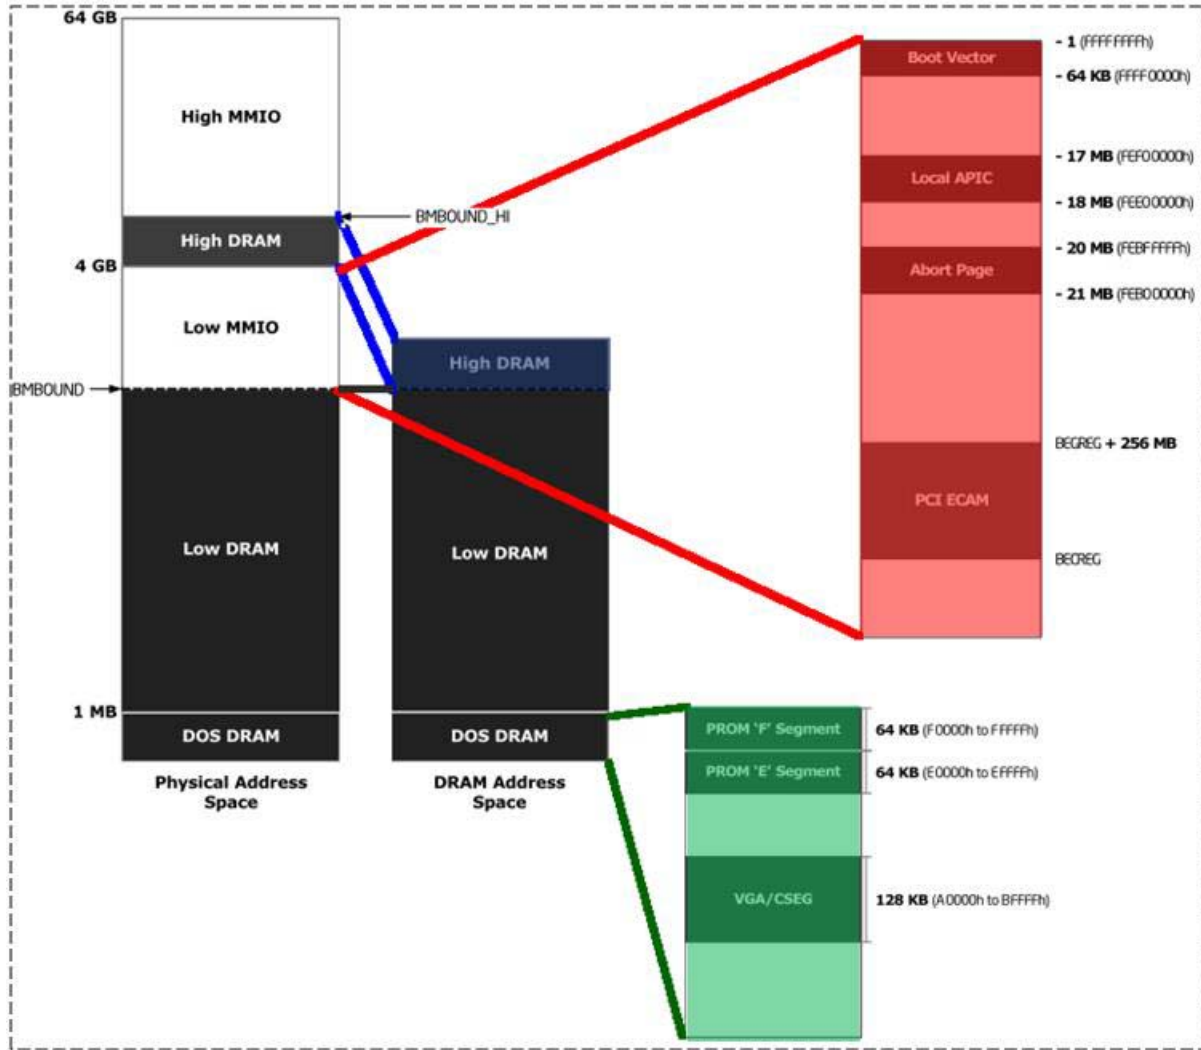 64 GB
High MMIO
BMBOUND_HI
High DRAM
4 GB
Low MMIO
BMBOUND
Low DRAM
1 MB
DOS DRAM
Physical Address
Space
High DRAM
Low DRAM
DOS DRAM
DRAM Address
Space
Boot Vector
Local APIC
Abort Page
PCI ECAM
- 1 (FFFFFFFFh)
- 64 KB (FFFF0000h)
- 17 MB (FEF00000h)
- 18 MB (FEE00000h)
- 20 MB (FEBFFFFFh)
- 21 MB (FEB00000h)
BEGREG + 256 MB
BECREG
PROM 'F' Segment
64 KB (F0000h to FFFFFh)
PROM 'E' Segment
64 KB (E0000h to EFFFFh)
VGA/CSEG
128 KB (A0000h to BFFFFh)